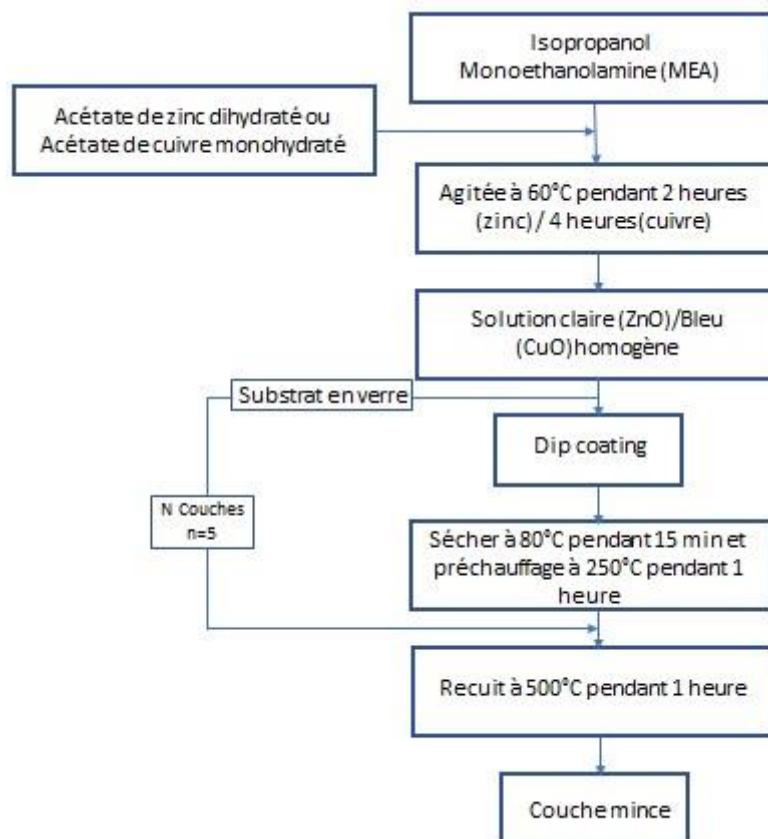 Isopropanol
Monoethanolamine (MEA)
Acétate de zinc dihydraté ou
Acétate de cuivre monohydraté
Agitée à 60°C pendant 2 heures
(zinc) / 4 heures(cuivre)
Solution claire (ZnO)/Bleu
(CuO) homogène
Substrat en verre
Dip coating
N Couches
n=5
Sécher à 80°C pendant 15 min et
préchauffage à 250°C pendant 1
heure
Recuit à 500°C pendant 1 heure
Couche mince